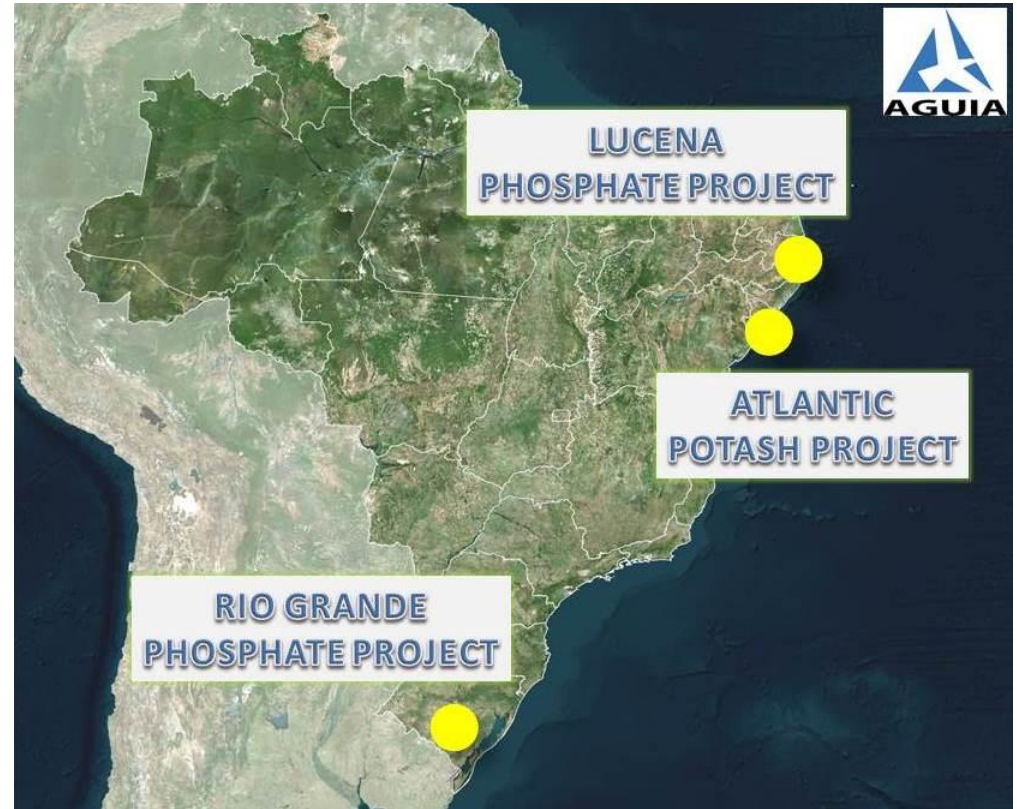 AGUIA
LUCENA
PHOSPHATE PROJECT
ATLANTIC
POTASH PROJECT
RIO GRANDE
PHOSPHATE PROJECT